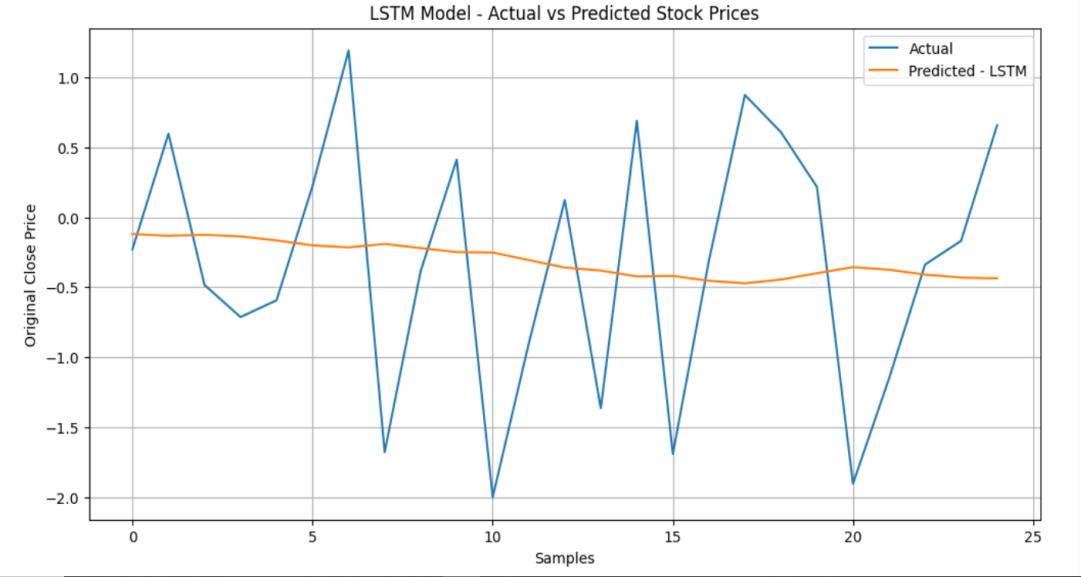 LSTM Model - Actual vs Predicted Stock Prices
Actual
Predicted - LSTM
Original Close Price
1.0
0.5
0.0
−0.5
−1.0
−1.5
−2.0
0 5 10 15 20 25
Samples